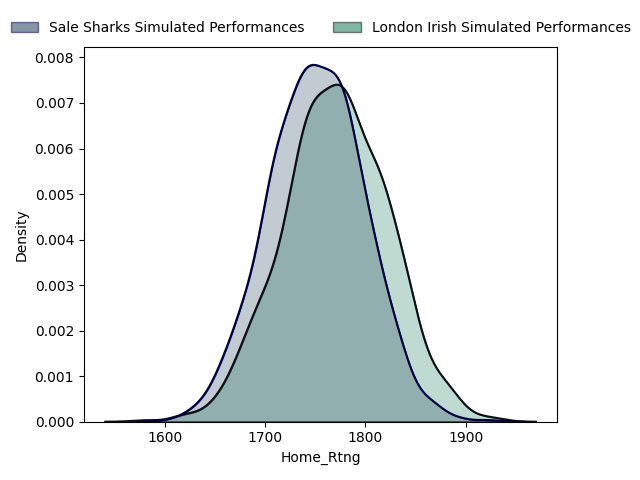 Sale Sharks Simulated Performances London Irish Simulated Performances
0.008
0.007
0.006
0.005
0.004
0.003
0.002
0.001
0.000
Density
1600 1700 1800 1900
Home_Rtng